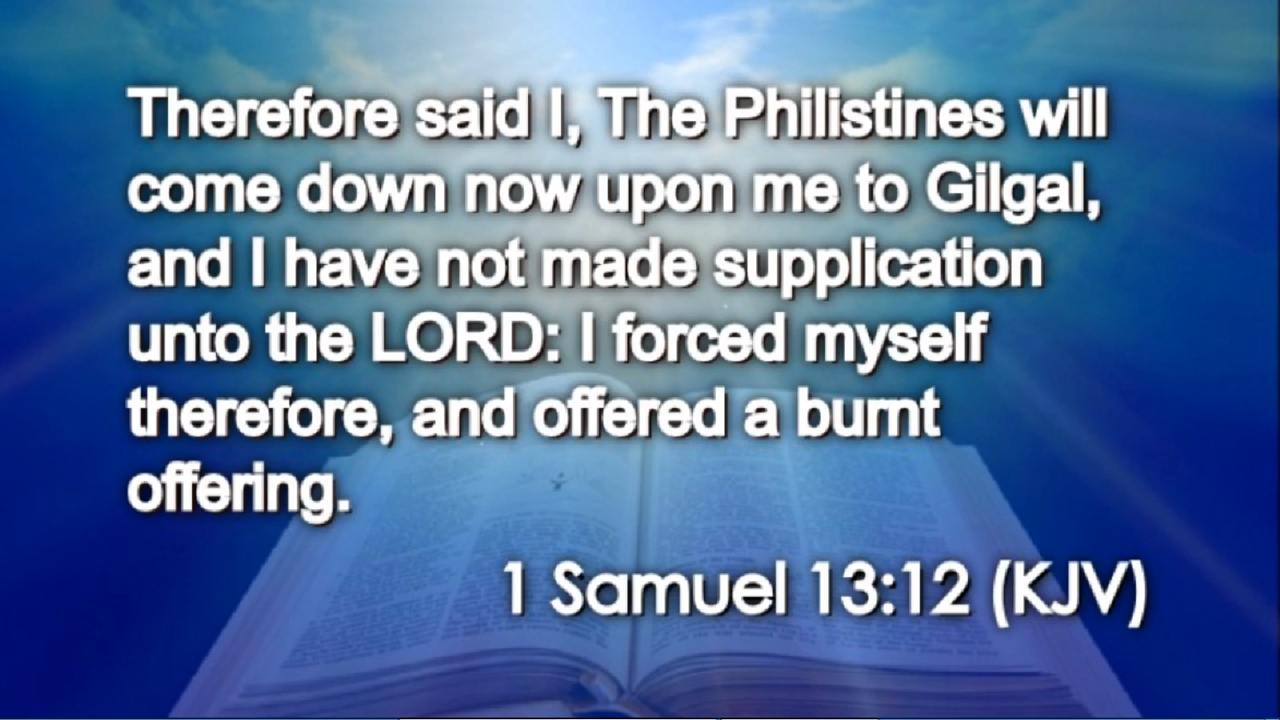 Therefore said I, The Philistines will
come down now upon me to Gilgal,
and I have not made supplication
unto the LORD: I forced myself
therefore, and offered a burnt
offering.
1 Samuel 13:12 (KJV)